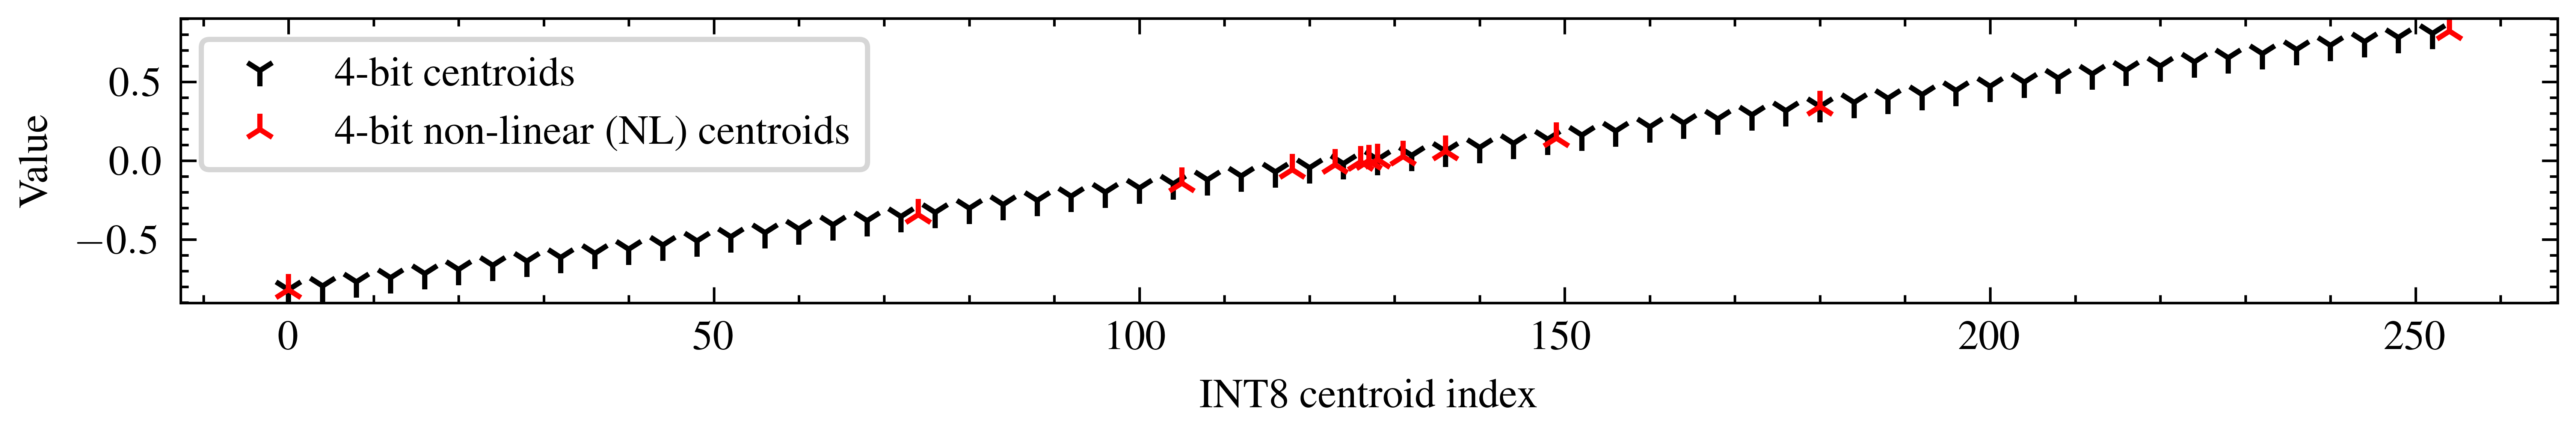 4-bit centroids
4-bit non-linear (NL) centroids
Value
0.5
0.0
−0.5
0 50 100 150 200 250
INT8 centroid index